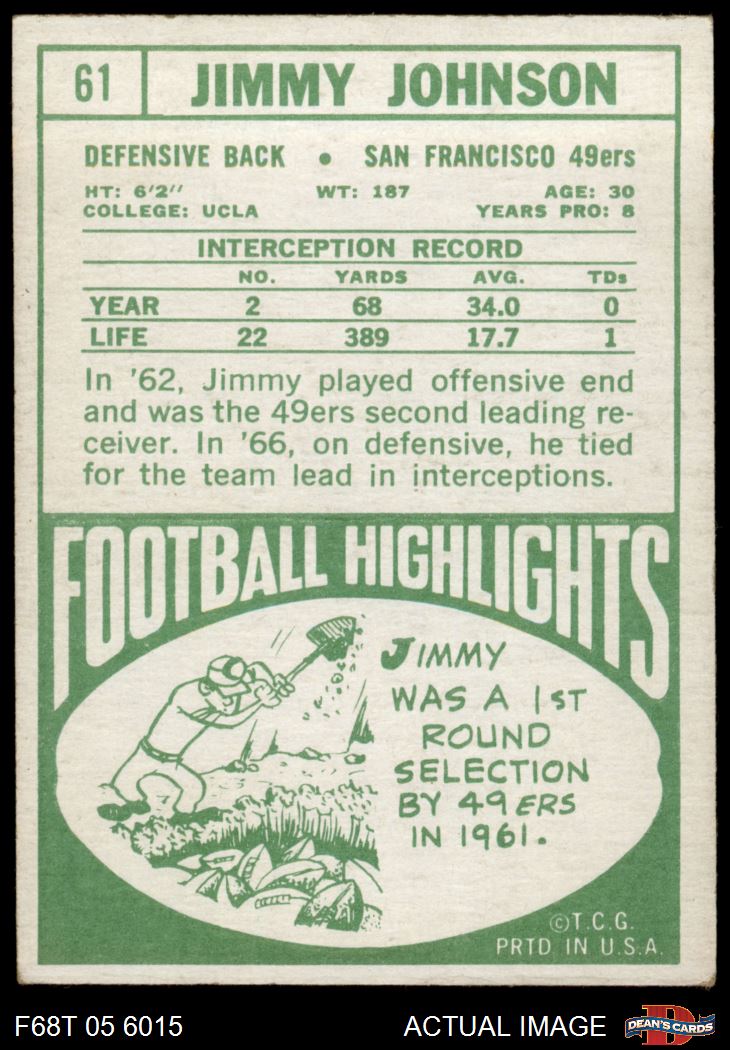 61 JIMMY JOHNSON
DEFENSIVE BACK • SAN FRANCISCO 49ers
HT: 6'2'' WT: 187 AGE: 30
COLLEGE: UCLA YEARS PRO: 8
INTERCEPTION RECORD
NO. YARDS AVG. TDs
YEAR 2 68 34.0 0
LIFE 22 389 17.7 1
In '62, Jimmy played offensive end
and was the 49ers second leading re-
ceiver. In '66, on defensive, he tied
for the team lead in interceptions.
FOOTBALL HIGHLIGHTS
JIMMY
WAS A 1ST
ROUND
SELECTION
BY 49ERS
IN 1961.
©T.C.G.
PRTD IN U.S.A.
F68T 05 6015 ACTUAL IMAGE D DEAN'S CARDS